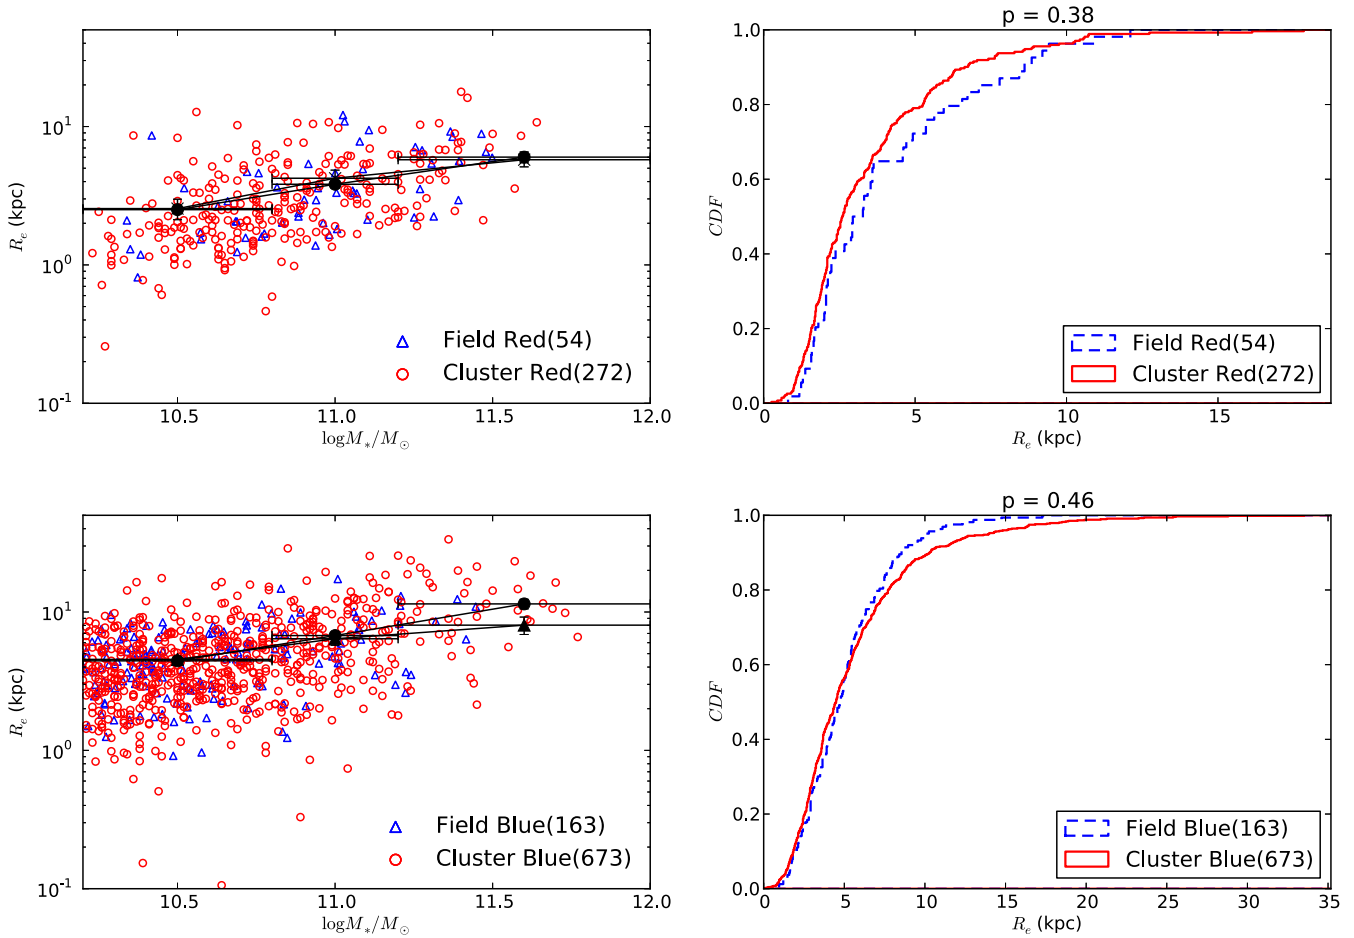 p = 0.38
10^1
10^0
10^-1
R_e (kpc)
10.5
11.0
11.5
12.0
logM_*/M_⊙
Field Red(54)
Cluster Red(272)
1.0
0.8
0.6
0.4
0.2
0.0
CDF
0
5
10
15
R_e (kpc)
Field Red(54)
Cluster Red(272)
p = 0.46
10^1
10^0
10^-1
R_e (kpc)
10.5
11.0
11.5
12.0
logM_*/M_⊙
Field Blue(163)
Cluster Blue(673)
1.0
0.8
0.6
0.4
0.2
0.0
CDF
0
5
10
15
20
25
30
35
R_e (kpc)
Field Blue(163)
Cluster Blue(673)